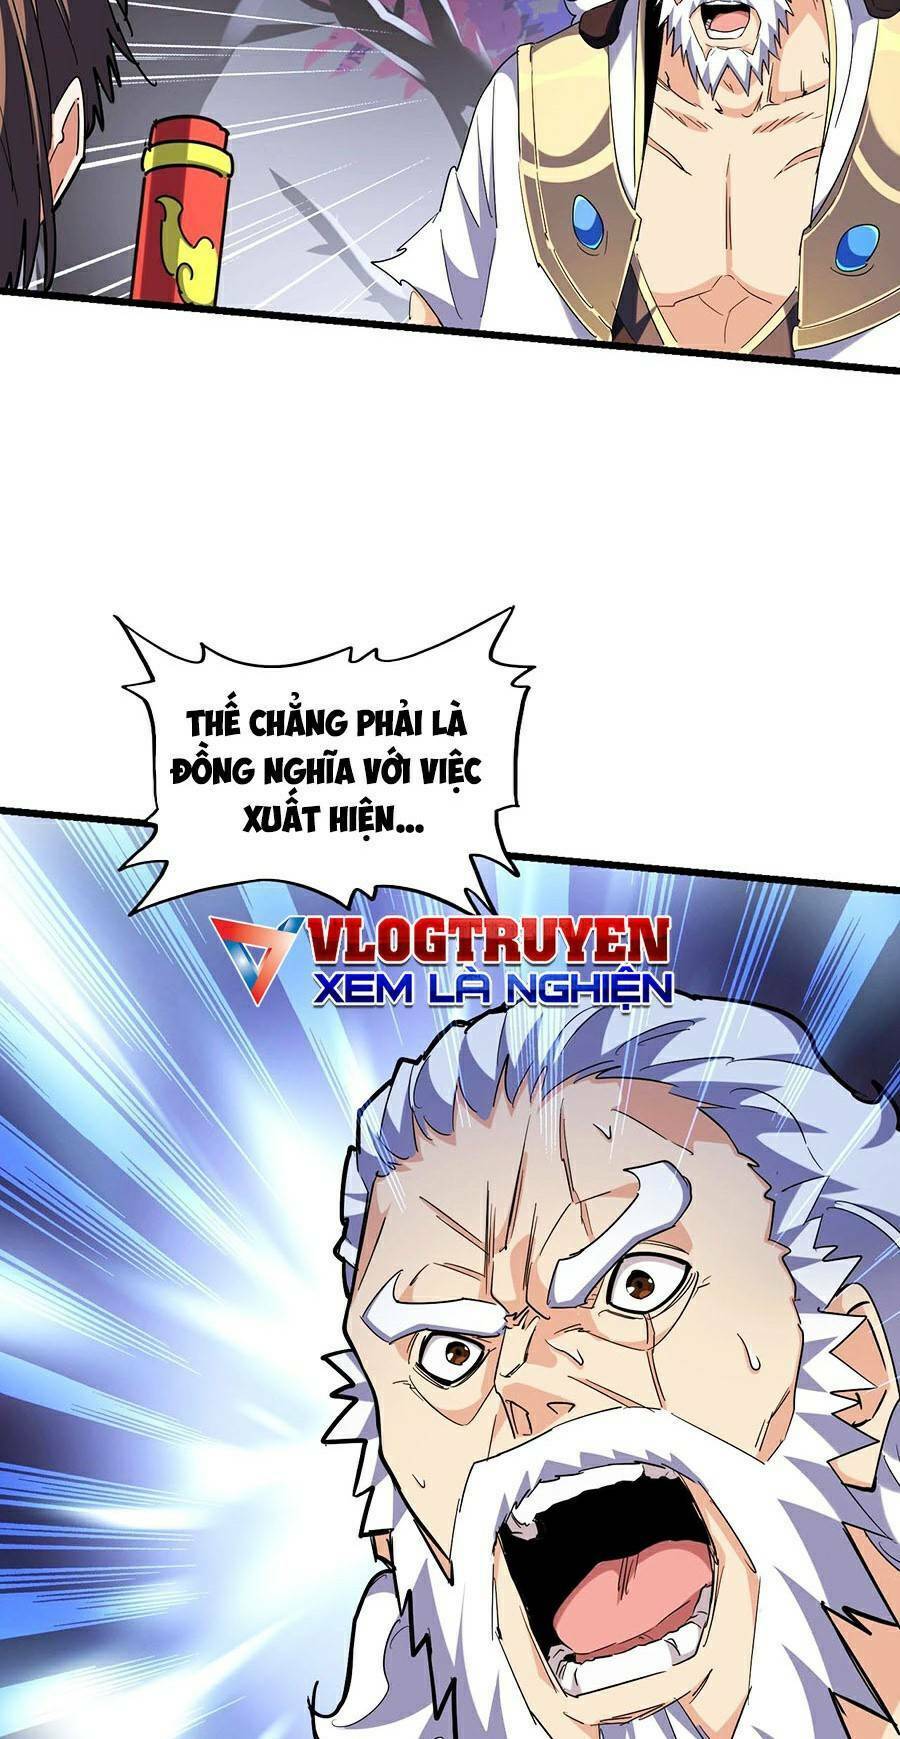 THẾ CHẲNG PHẢI LÀ
ĐỒNG NGHĨA VỚI VIỆC
XUẤT HIỆN...
VLOGTRUYEN
XEM LÀ NGHIỆN